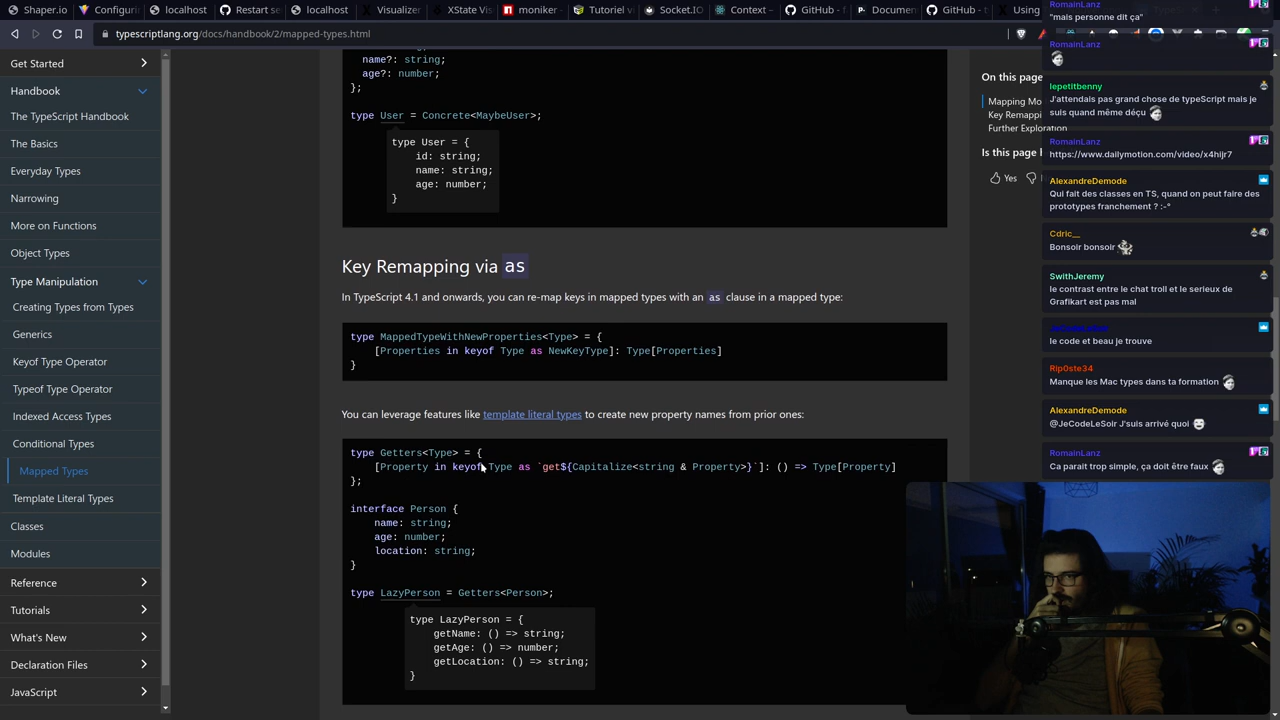 Shaper.io
Configurin
localhost
Restart se
localhost
Visualizer
XState Vis
moniker -
Tutoriel vi
Socket.IO
Context –
GitHub - f
Documen
GitHub -
Using
typescriptlang.org/docs/handbook/2/mapped-types.html
Get Started
Handbook
The TypeScript Handbook
The Basics
Everyday Types
Narrowing
More on Functions
Object Types
Type Manipulation
Creating Types from Types
Generics
Keyof Type Operator
Typeof Type Operator
Indexed Access Types
Conditional Types
Mapped Types
Template Literal Types
Classes
Modules
Reference
Tutorials
What's New
Declaration Files
JavaScript
name?: string;
age?: number;
};
type User = Concrete<MaybeUser>;
type User = {
id: string;
name: string;
age: number;
}
Key Remapping via as
In TypeScript 4.1 and onwards, you can re-map keys in mapped types with an as clause in a mapped type:
type MappedTypeWithNewProperties<Type> = {
[Properties in keyof Type as NewKeyType]: Type[Properties]
}
You can leverage features like template literal types to create new property names from prior ones:
type Getters<Type> = {
[Property in keyof Type as `get${Capitalize<string & Property>}`]: () => Type[Property]
};
interface Person {
name: string;
age: number;
location: string;
}
type LazyPerson = Getters<Person>;
type LazyPerson = {
getName: () => string;
getAge: () => number;
getLocation: () => string;
}
On this page
Mapping Mo
Key Remappi
Further Exploration
Is this page
Yes
RomainLanz
"mais personne dit ça"
RomainLanz
lepetitbenny
J'attendais pas grand chose de typeScript mais je
suis quand même déçu
RomainLanz
https://www.dailymotion.com/video/x4hijr7
AlexandreDemode
Qui fait des classes en TS, quand on peut faire des
prototypes franchement ? :-°
Cdric__
Bonsoir bonsoir
SwithJeremy
le contrast entre le chat troll et le serieux de
Grafikart est pas mal
JeCodeLeSoir
le code et beau je trouve
Rip0ste34
Manque les Mac types dans ta formation
AlexandreDemode
@JeCodeLeSoir J'suis arrivé quoi
RomainLanz
Ca parait trop simple, ça doit être faux